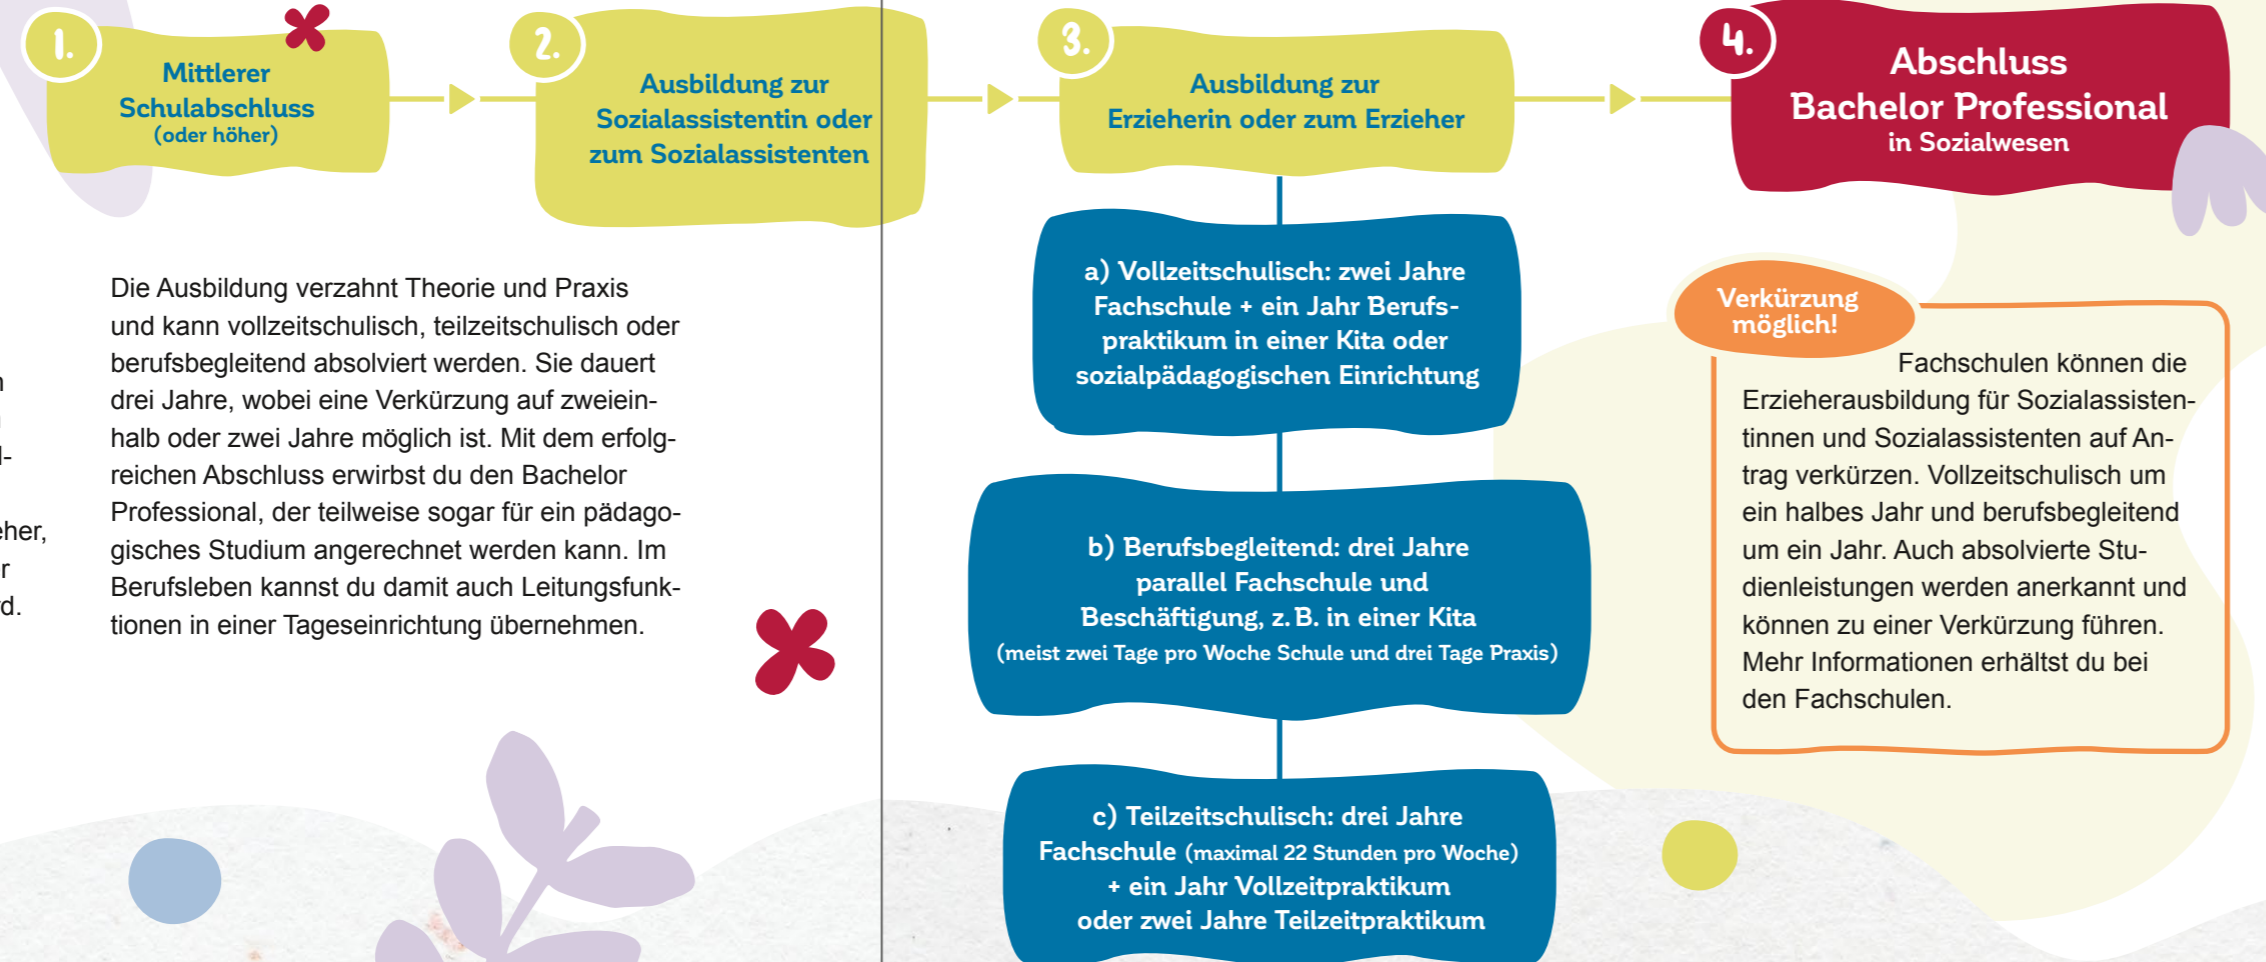 1.
Mittlerer
Schulabschluss
(oder höher)
2.
Ausbildung zur
Sozialassistentin oder
zum Sozialassistenten
3.
Ausbildung zur
Erzieherin oder zum Erzieher
4.
Abschluss
Bachelor Professional
in Sozialwesen
eher,
Die Ausbildung verzahnt Theorie und Praxis
und kann vollzeitschulisch, teilzeitschulisch oder
berufsbegleitend absolviert werden. Sie dauert
drei Jahre, wobei eine Verkürzung auf zweiein-
halb oder zwei Jahre möglich ist. Mit dem erfolg-
reichen Abschluss erwirbst du den Bachelor
Professional, der teilweise sogar für ein pädago-
gisches Studium angerechnet werden kann. Im
Berufsleben kannst du damit auch Leitungsfunk-
tionen in einer Tageseinrichtung übernehmen.
a) Vollzeitschulisch: zwei Jahre
Fachschule + ein Jahr Berufs-
praktikum in einer Kita oder
sozialpädagogischen Einrichtung
b) Berufsbegleitend: drei Jahre
parallel Fachschule und
Beschäftigung, z. B. in einer Kita
(meist zwei Tage pro Woche Schule und drei Tage Praxis)
c) Teilzeitschulisch: drei Jahre
Fachschule (maximal 22 Stunden pro Woche)
+ ein Jahr Vollzeitpraktikum
oder zwei Jahre Teilzeitpraktikum
Verkürzung
möglich!
Fachschulen können die
Erzieherausbildung für Sozialassisten-
tinnen und Sozialassistenten auf An-
trag verkürzen. Vollzeitschulisch um
ein halbes Jahr und berufsbegleitend
um ein Jahr. Auch absolvierte Stu-
dienleistungen werden anerkannt und
können zu einer Verkürzung führen.
Mehr Informationen erhältst du bei
den Fachschulen.